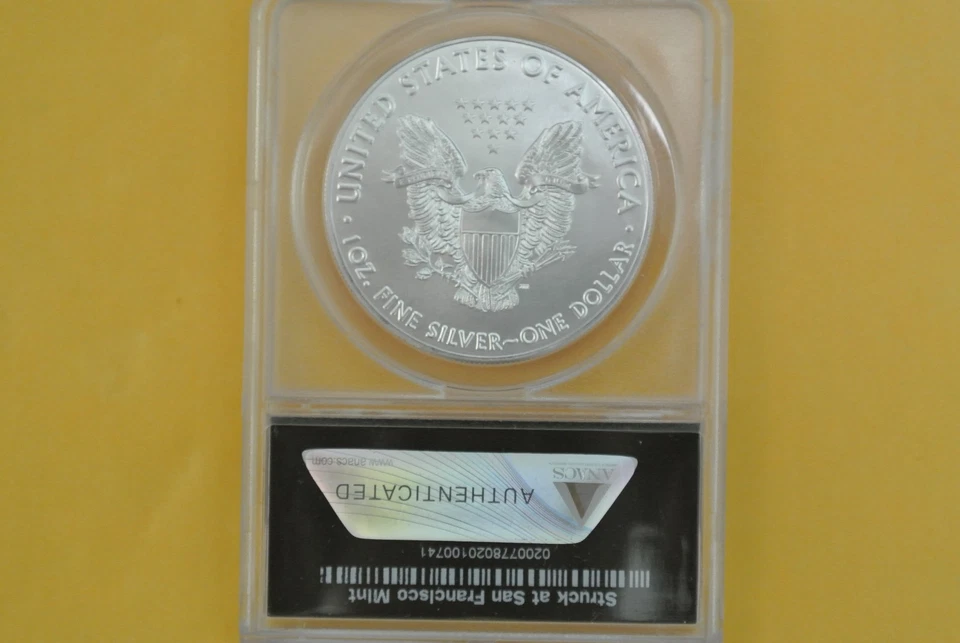 UNITED STATES OF AMERICA
1 OZ. FINE SILVER~ONE DOLLAR
Struck at San Francisco Mint
0200778020100741
ANACS
AUTHENTICATED
www.anacs.com